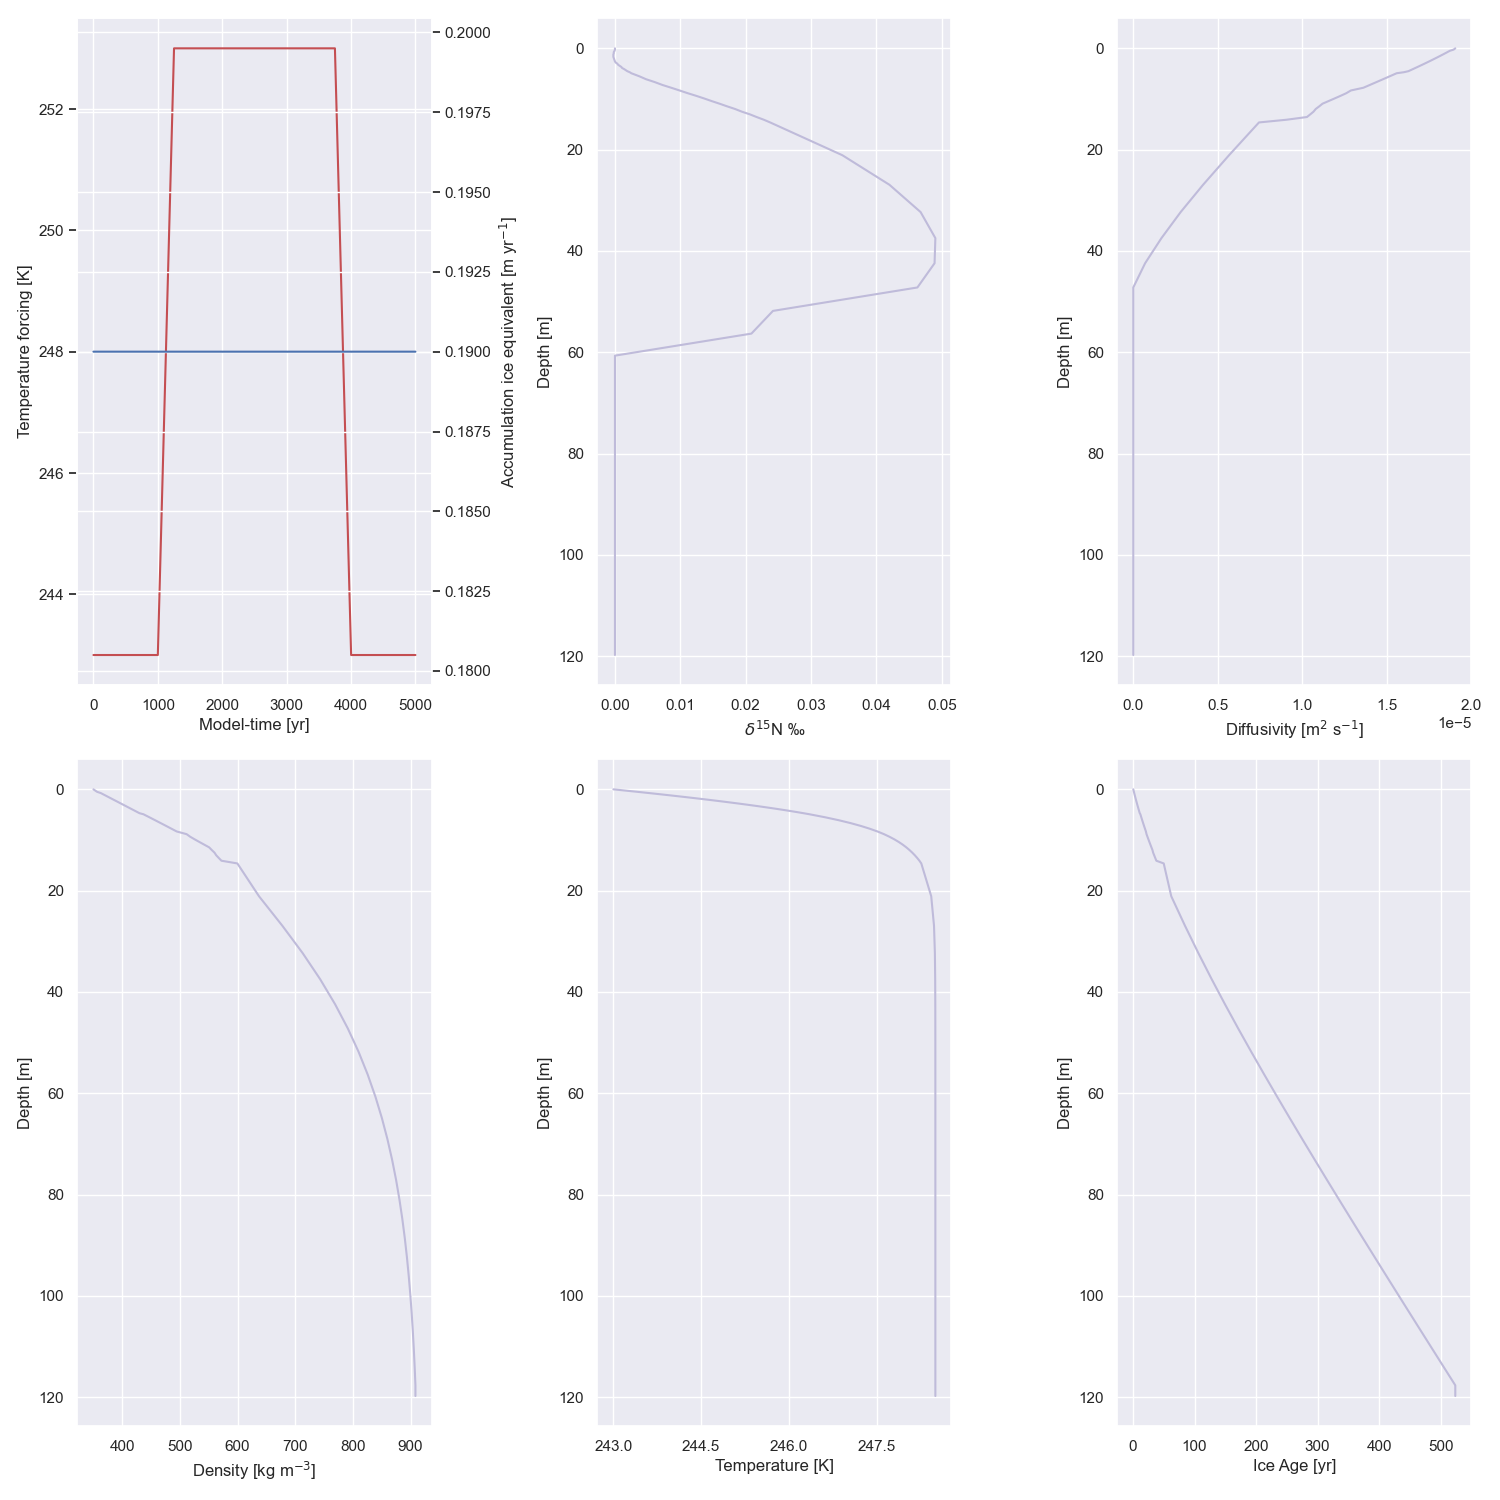 Temperature forcing [K]
252
250
248
246
244
0.2000
0.1975
0.1950
0.1925
0.1900
0.1875
0.1850
0.1825
0.1800
Accumulation ice equivalent [m yr⁻¹]
0 1000 2000 3000 4000 5000
Model-time [yr]
Depth [m]
0
20
40
60
80
100
120
0.00 0.01 0.02 0.03 0.04 0.05
δ¹⁵N ‰
Depth [m]
0
20
40
60
80
100
120
0.0 0.5 1.0 1.5 2.0
1e−5
Diffusivity [m² s⁻¹]
Depth [m]
0
20
40
60
80
100
120
400 500 600 700 800 900
Density [kg m⁻³]
Depth [m]
0
20
40
60
80
100
120
243.0 244.5 246.0 247.5
Temperature [K]
Depth [m]
0
20
40
60
80
100
120
0 100 200 300 400 500
Ice Age [yr]